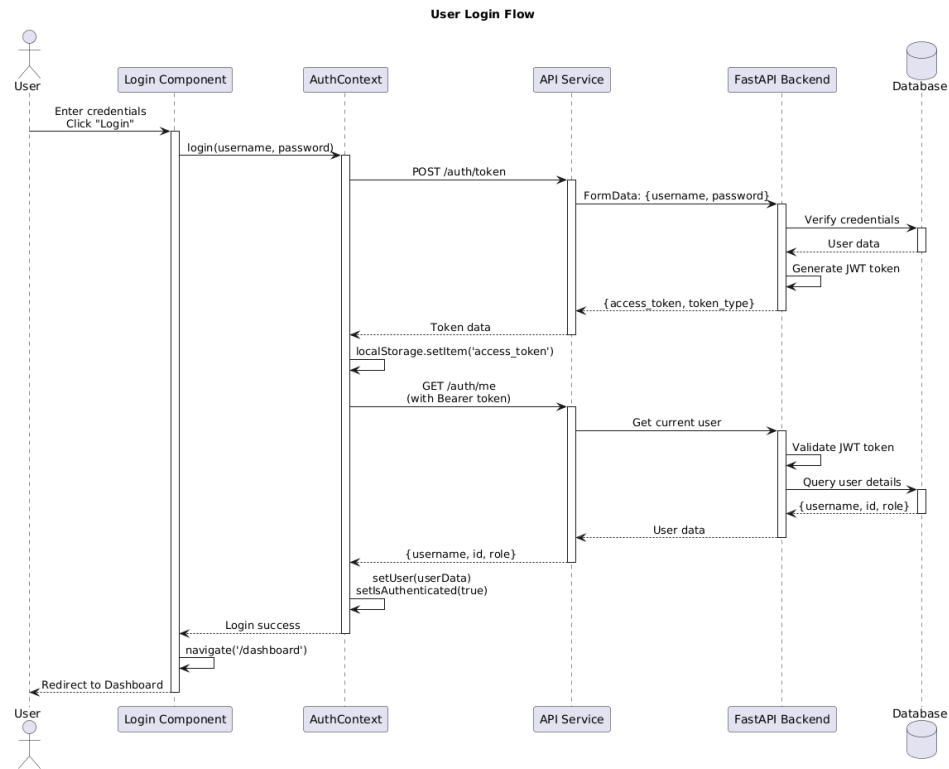 User Login Flow
User
Login Component
AuthContext
API Service
FastAPI Backend
Database
Enter credentials
Click "Login"
login(username, password)
POST /auth/token
FormData: {username, password}
Verify credentials
User data
Generate JWT token
{access_token, token_type}
Token data
localStorage.setItem('access_token')
GET /auth/me
(with Bearer token)
Get current user
Validate JWT token
Query user details
{username, id, role}
User data
{username, id, role}
setUser(userData)
setIsAuthenticated(true)
Login success
navigate('/dashboard')
Redirect to Dashboard
User
Login Component
AuthContext
API Service
FastAPI Backend
Database